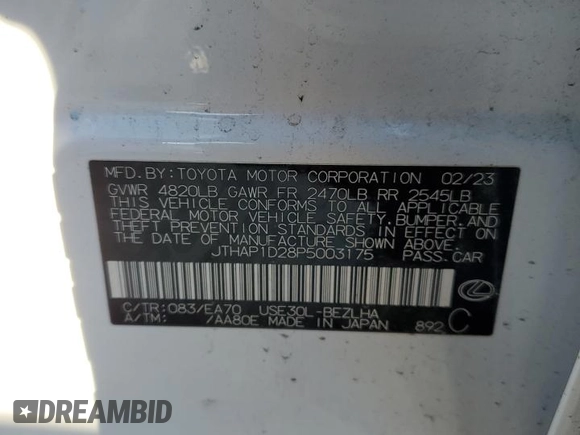 MFD.BY:TOYOTA MOTOR CORPORATION 02/23
GVWR 4820LB GAWR FR 2470LB RR 2545LB
THIS VEHICLE CONFORMS TO ALL APPLICABLE
FEDERAL MOTOR VEHICLE SAFETY,BUMPER,AND
THEFT PREVENTION STANDARDS IN EFFECT ON
THE DATE OF MANUFACTURE SHOWN ABOVE.
JTHAP1D28P5003175 PASS.CAR
C/TR:083/EA70 USE30L-BEZLHA
A/TM: /AA80E MADE IN JAPAN 892 C
DREAMBID